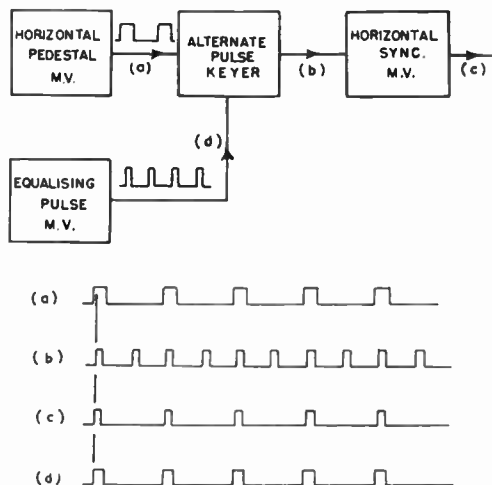 HORIZONTAL
PEDESTAL
M.V.
(a)
ALTERNATE
PULSE
KEYER
(b)
HORIZONTAL
SYNC.
M.V.
(c)
(d)
EQUALISING
PULSE
M.V.
(a)
(b)
(c)
(d)